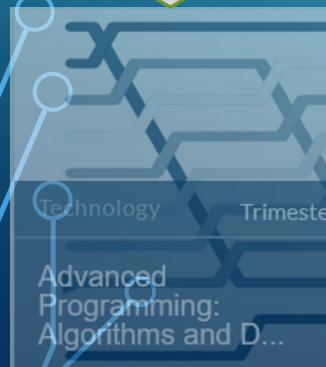 Technology
Trimeste
Advanced
Programming:
Algorithms and D...